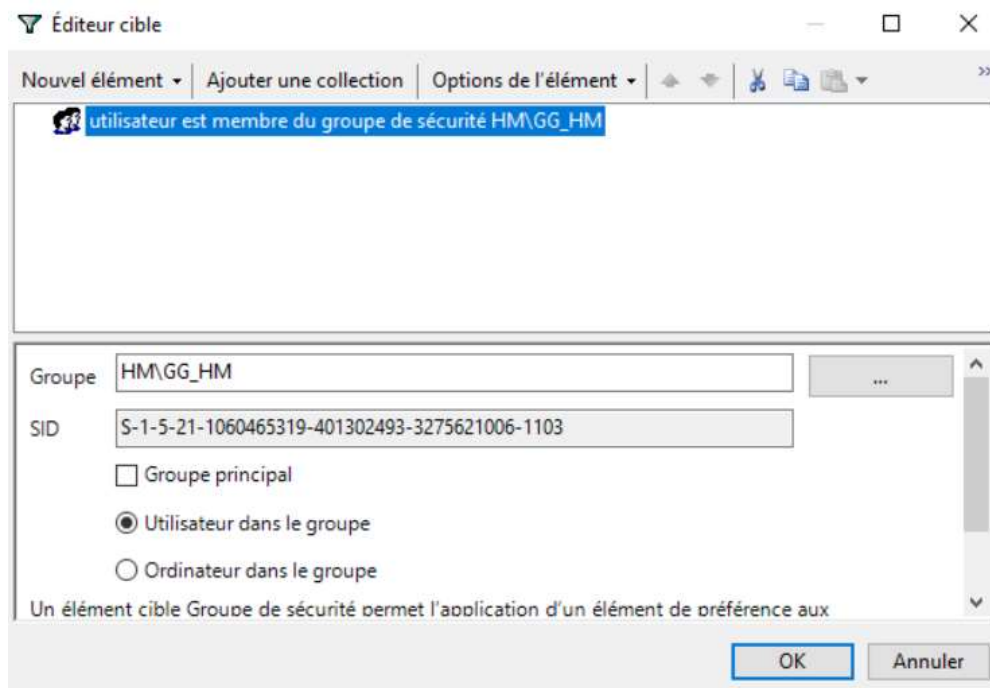 Éditeur cible
Nouvel élément Ajouter une collection Options de l'élément »
utilisateur est membre du groupe de sécurité HM\GG_HM
Groupe HM\GG_HM ...
SID S-1-5-21-1060465319-401302493-3275621006-1103
Groupe principal
Utilisateur dans le groupe
Ordinateur dans le groupe
Un élément cible Groupe de sécurité permet l'application d'un élément de préférence aux
OK Annuler